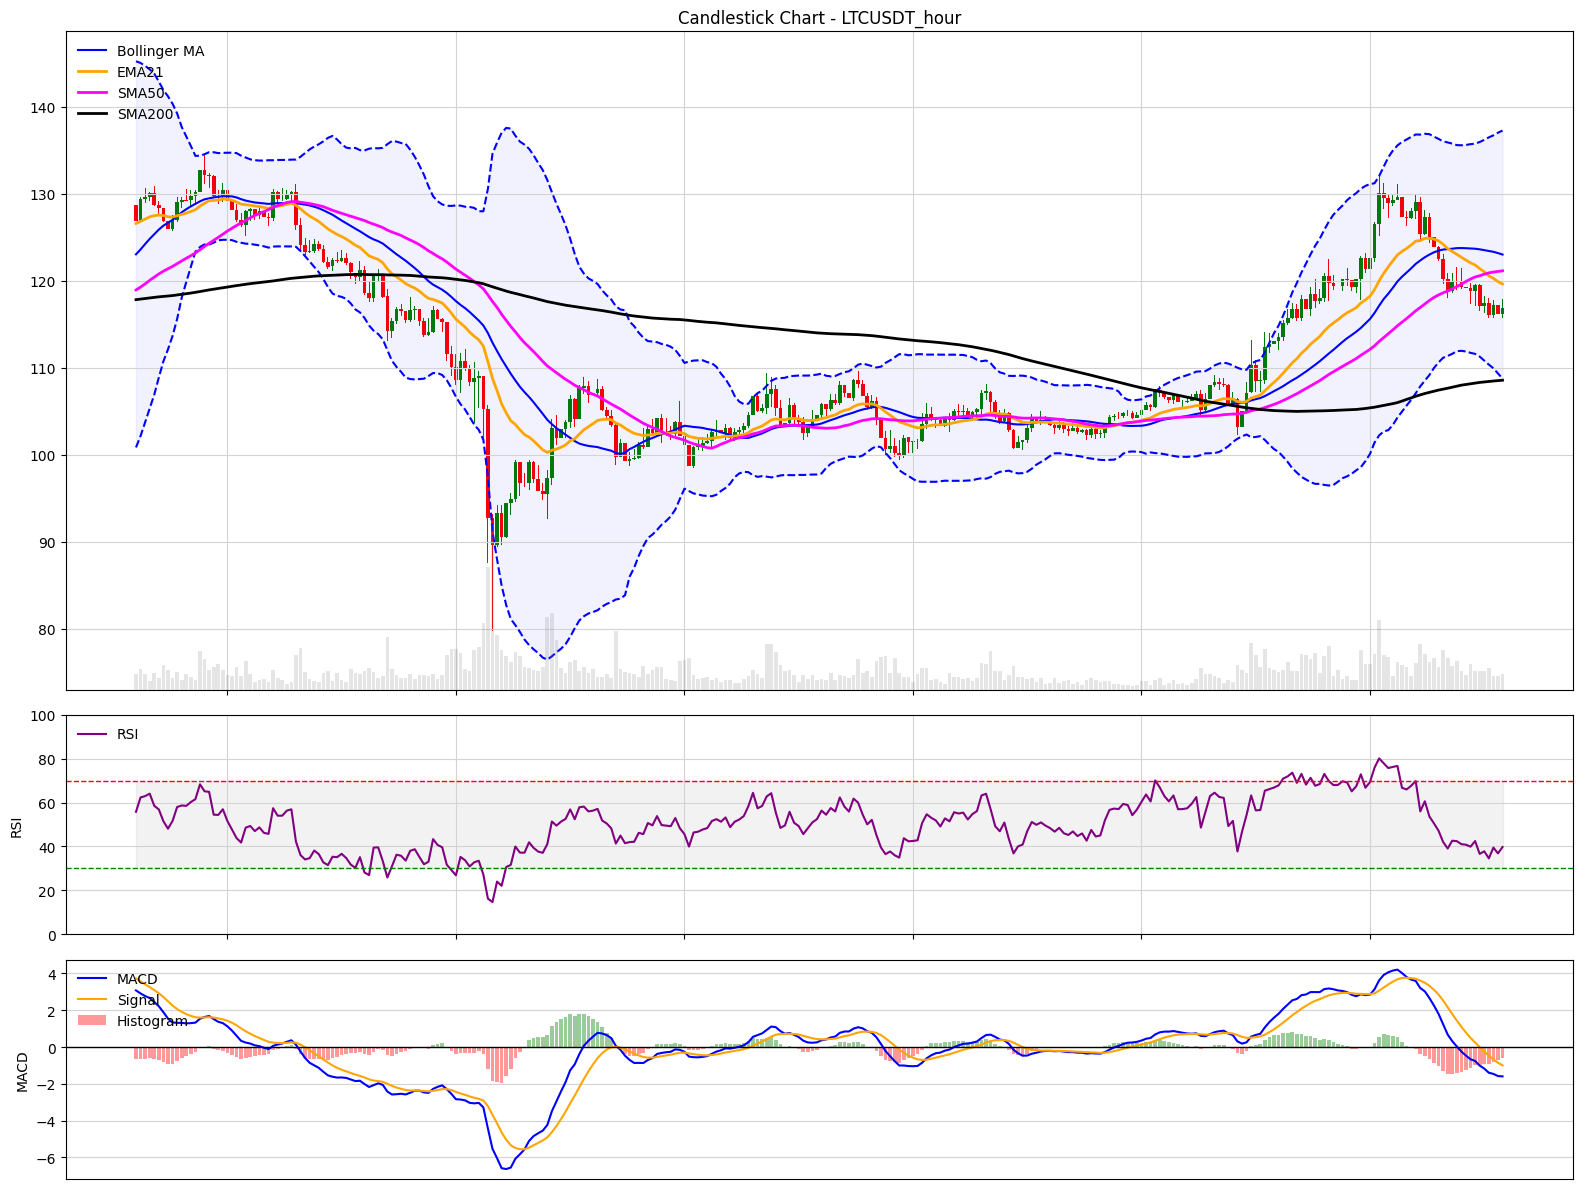 Candlestick Chart - LTCUSDT_hour
Bollinger MA
EMA21
SMA50
SMA200
140
130
120
110
100
90
80
100
80
60
40
20
0
RSI
RSI
4
2
0
−2
−4
−6
MACD
MACD
Signal
Histogram